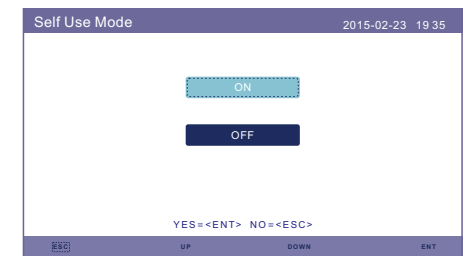 Self Use Mode 2015-02-23 19 35
ON
OFF
YES=<ENT> NO=<ESC>
ESC UP DOWN ENT